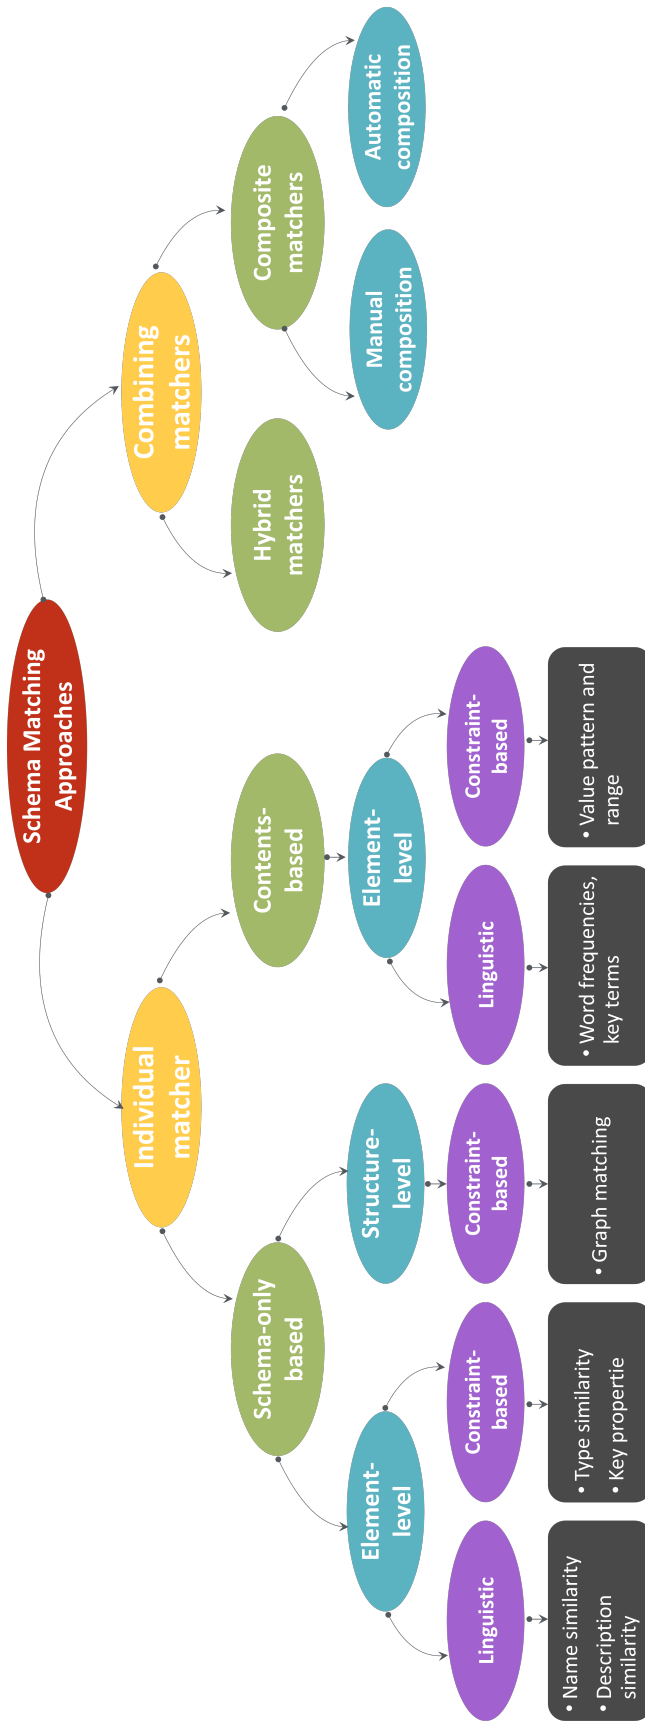 Schema Matching
Approaches
Individual
matcher
Combining
matchers
Schema-only
based
Contents-
based
Hybrid
matchers
Composite
matchers
Element-
level
Structure-
level
Element-
level
Manual
composition
Automatic
composition
Linguistic
Constraint-
based
Constraint-
based
Linguistic
Constraint-
based
• Name similarity
• Description
similarity
• Type similarity
• Key propertie
• Graph matching
• Word frequencies,
key terms
• Value pattern and
range